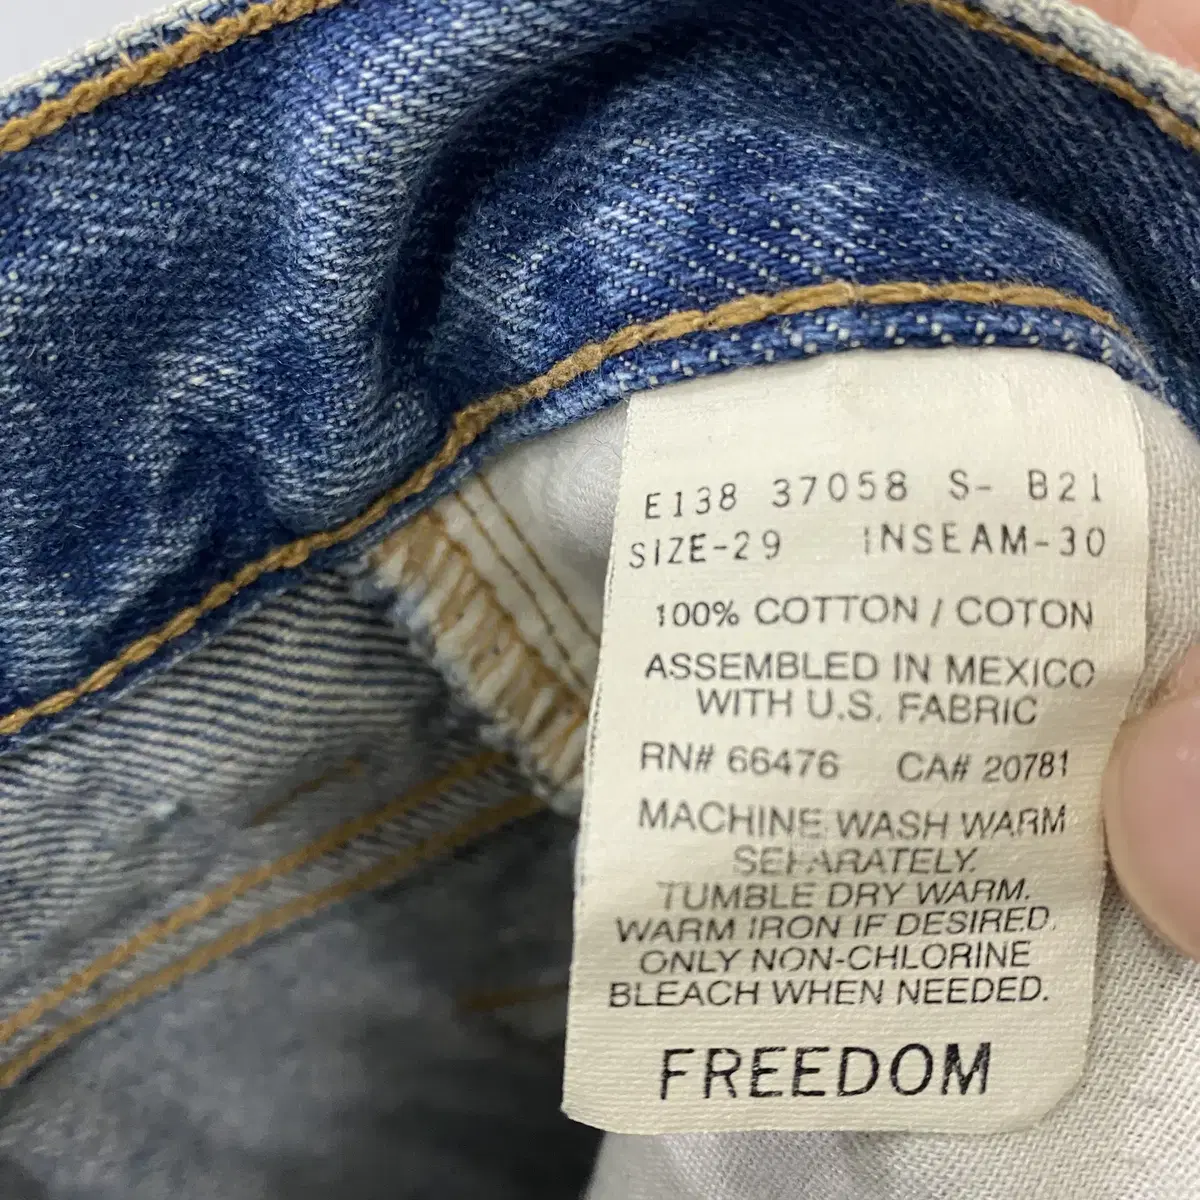 E138 37058 S- B21
SIZE-29 INSEAM-30
100% COTTON / COTON
ASSEMBLED IN MEXICO
WITH U.S. FABRIC
RN# 66476 CA# 20781
MACHINE WASH WARM
SEPARATELY.
TUMBLE DRY WARM.
WARM IRON IF DESIRED.
ONLY NON-CHLORINE
BLEACH WHEN NEEDED.
FREEDOM